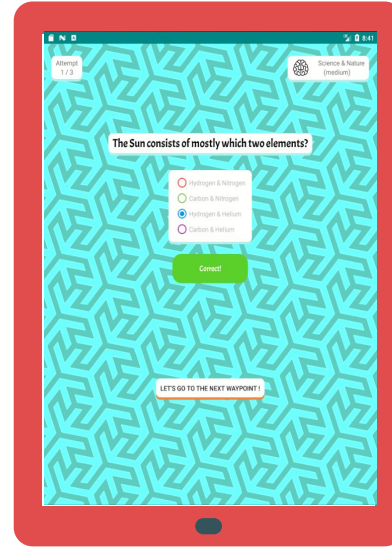 8:41
Attempt
1 / 3
Science & Nature
(medium)
The Sun consists of mostly which two elements?
Hydrogen & Nitrogen
Carbon & Nitrogen
Hydrogen & Helium
Carbon & Helium
Correct!
LET'S GO TO THE NEXT WAYPOINT !